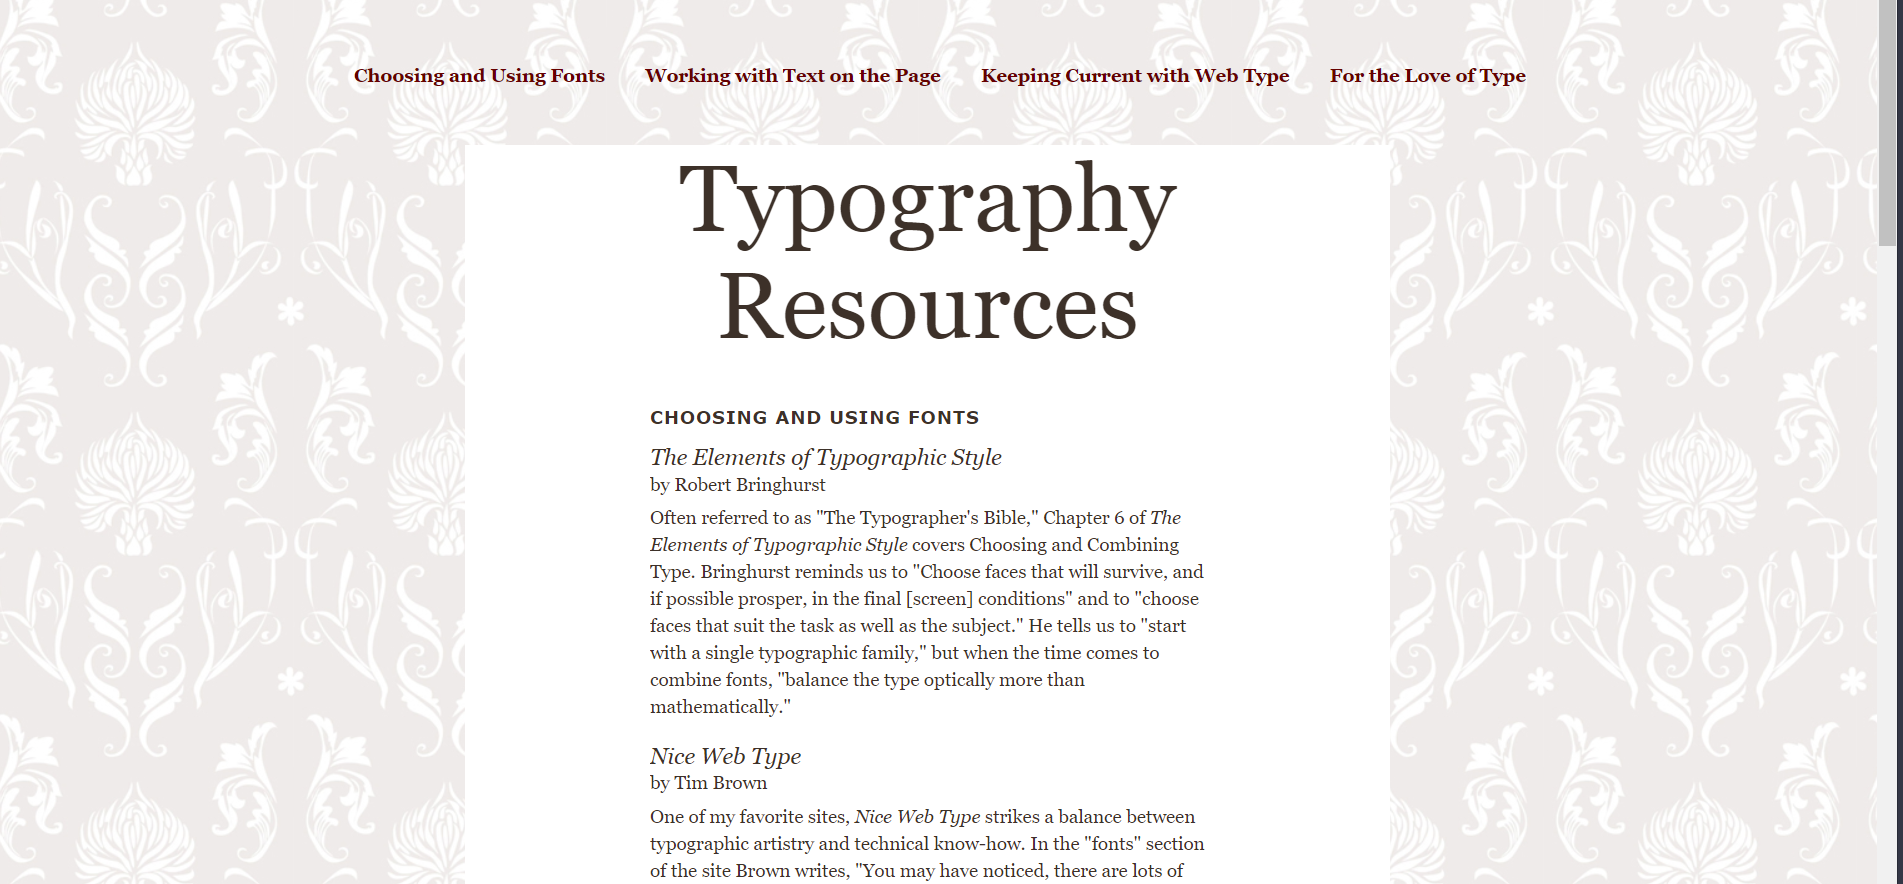 Choosing and Using Fonts Working with Text on the Page Keeping Current with Web Type For the Love of Type
Typography
Resources
CHOOSING AND USING FONTS
The Elements of Typographic Style
by Robert Bringhurst
Often referred to as "The Typographer's Bible," Chapter 6 of The
Elements of Typographic Style covers Choosing and Combining
Type. Bringhurst reminds us to "Choose faces that will survive, and
if possible prosper, in the final [screen] conditions" and to "choose
faces that suit the task as well as the subject." He tells us to "start
with a single typographic family," but when the time comes to
combine fonts, "balance the type optically more than
mathematically."
Nice Web Type
by Tim Brown
One of my favorite sites, Nice Web Type strikes a balance between
typographic artistry and technical know-how. In the "fonts" section
of the site Brown writes, "You may have noticed, there are lots of